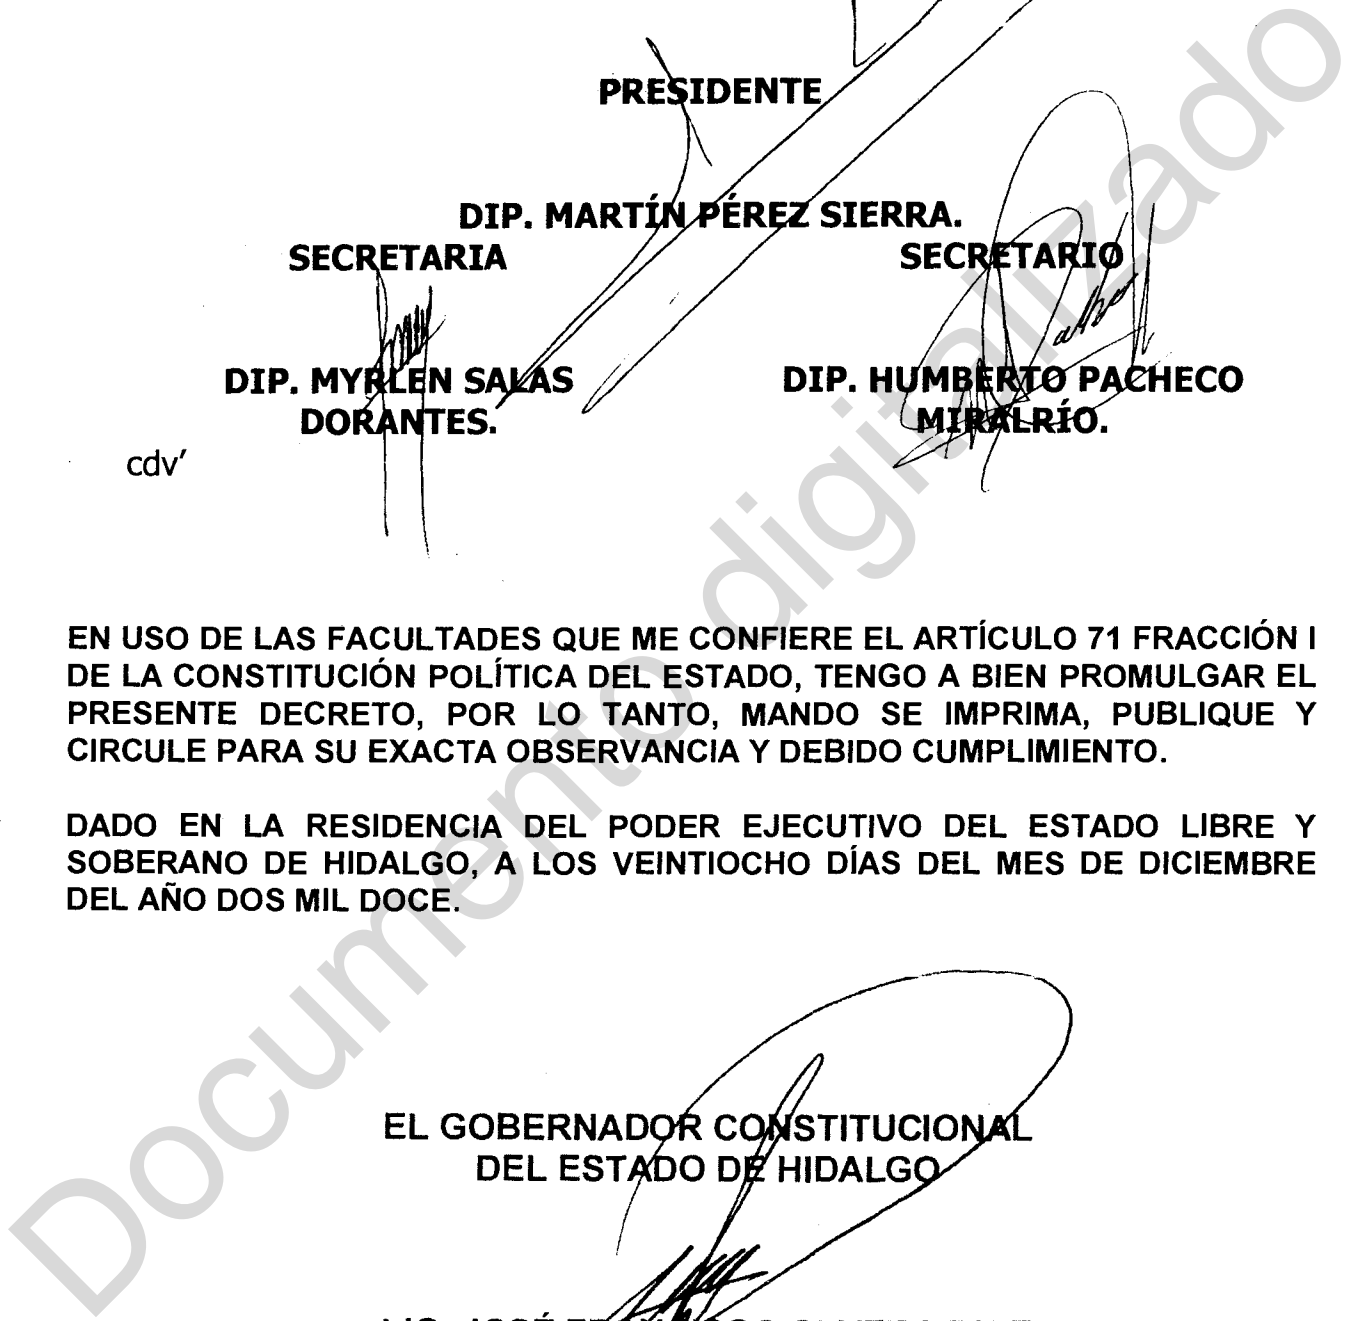 PRESIDENTE
DIP. MARTÍN PÉREZ SIERRA.
SECRETARIA
SECRETARIO
DIP. MYRLEN SALAS
DORANTES.
DIP. HUMBERTO PACHECO
MIRALRÍO.
cdv'
EN USO DE LAS FACULTADES QUE ME CONFIERE EL ARTÍCULO 71 FRACCIÓN I
DE LA CONSTITUCIÓN POLÍTICA DEL ESTADO, TENGO A BIEN PROMULGAR EL
PRESENTE DECRETO, POR LO TANTO, MANDO SE IMPRIMA, PUBLIQUE Y
CIRCULE PARA SU EXACTA OBSERVANCIA Y DEBIDO CUMPLIMIENTO.
DADO EN LA RESIDENCIA DEL PODER EJECUTIVO DEL ESTADO LIBRE Y
SOBERANO DE HIDALGO, A LOS VEINTIOCHO DÍAS DEL MES DE DICIEMBRE
DEL AÑO DOS MIL DOCE.
EL GOBERNADOR CONSTITUCIONAL
DEL ESTADO DE HIDALGO
Documento digitalizado